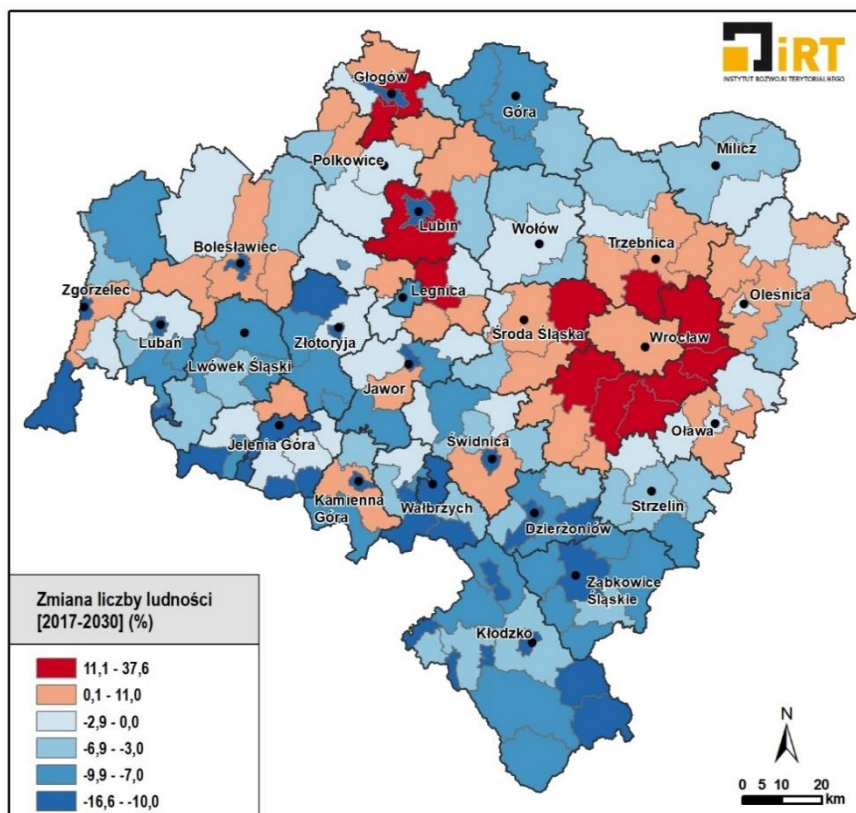 iRT
INSTYTUT ROZWOJU TERYTORIALNEGO
Głogów
Góra
Milicz
Polkowice
Lubin
Wołów
Trzebnica
Bolesławiec
Zgorzelec
Legnica
Oleśnica
Lubań
Złotoryja
Środa Śląska
Wrocław
Lwówek Śląski
Jawor
Jelenia Góra
Świdnica
Oława
Kamienna
Góra
Wałbrzych
Dzierżoniów
Strzelin
Ząbkowice
Śląskie
Kłodzko
Zmiana liczby ludności
[2017-2030] (%)
11,1 - 37,6
0,1 - 11,0
-2,9 - 0,0
-6,9 - -3,0
-9,9 - -7,0
-16,6 - -10,0
N
0 5 10 20
km